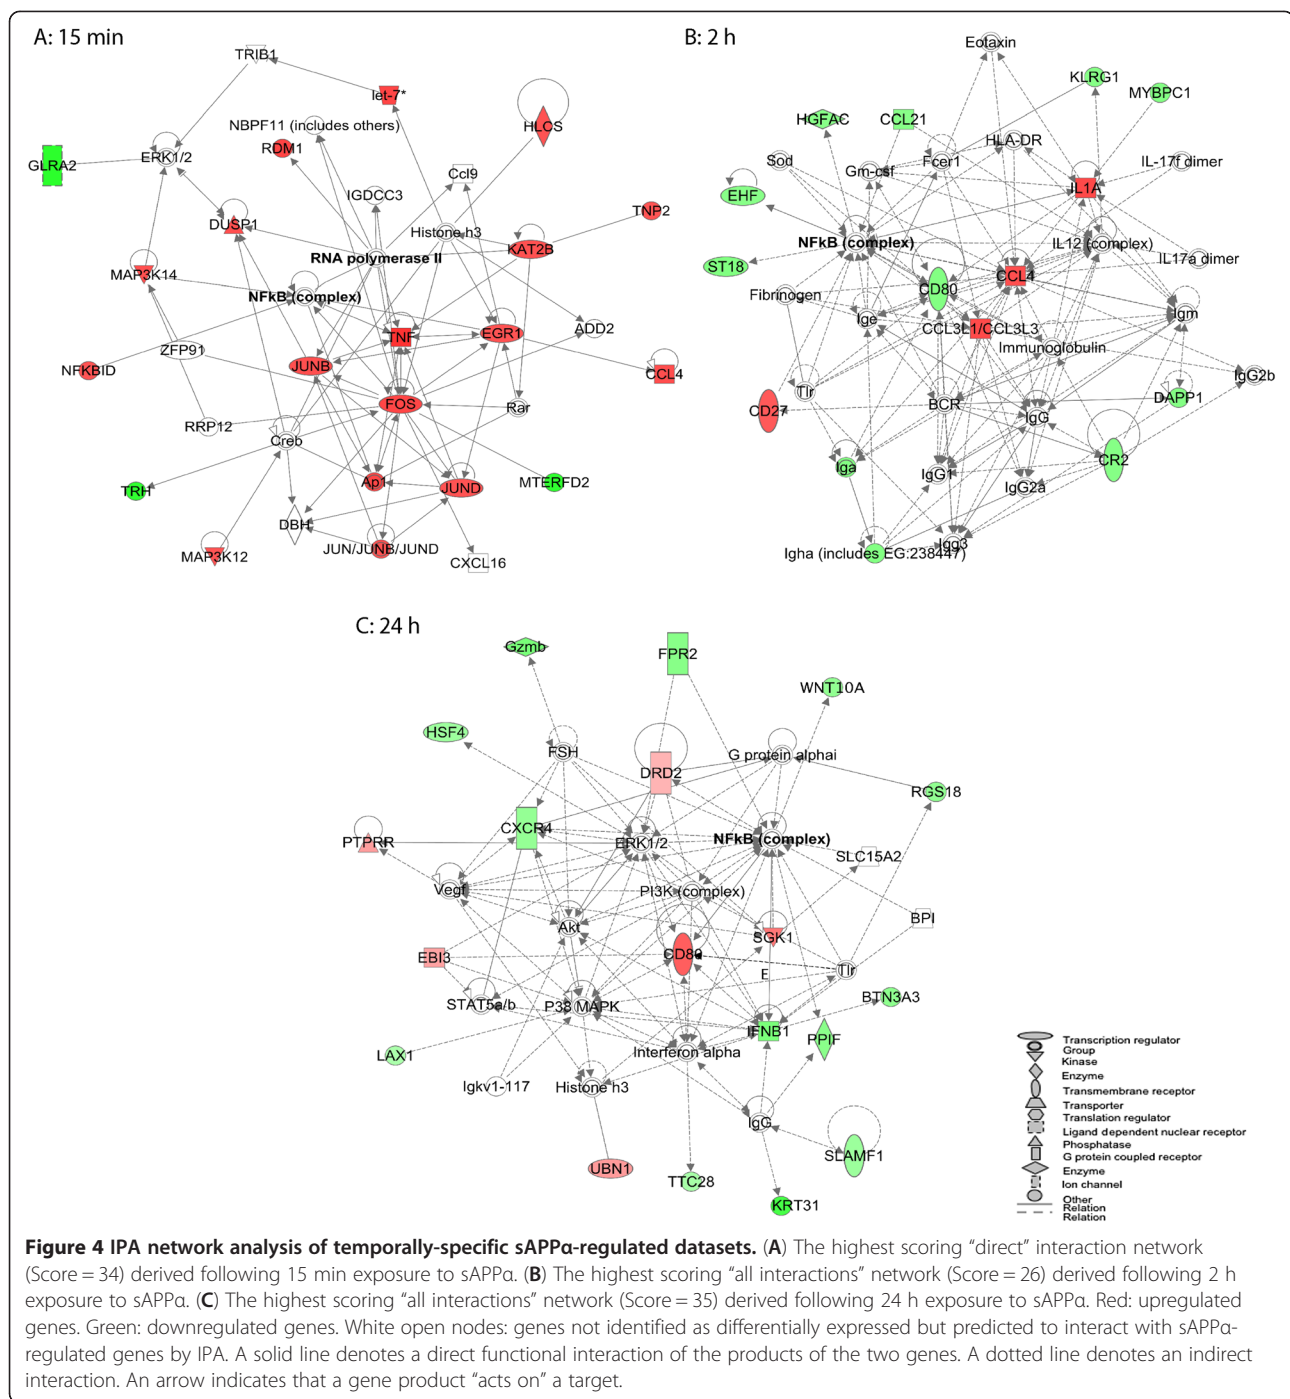 A: 15 min
TRIB1
let-7*
NBPF11 (includes others)
HLCS
RDM1
ERK1/2
GLRA2
Ccl9
IGDCC3
TNP2
DUSP1
Histone h3
KAT2B
RNA polymerase II
MAP3K14
NFkB (complex)
ADD2
TNF
EGR1
ZFP91
JUNB
NFKBID
CCL4
FOS
Rar
RRP12
Creb
Ap1
JUND
MTERFD2
TRH
DBH
JUN/JUNB/JUND
MAP3K12
CXCL16
B: 2 h
Eotaxin
KLRG1
MYBPC1
HGFAC
CCL21
HLA-DR
Sod
Fcer1
Gm-csf
IL-17f dimer
IL1A
EHF
NFkB (complex)
IL12 (complex)
IL17a dimer
ST18
CCL4
CD80
Fibrinogen
Ige
Igm
CCL3L1/CCL3L3
Immunoglobulin
IgG2b
Tlr
DAPP1
BCR
CD27
IgG
CR2
Iga
IgG1
IgG2a
Igg3
Igha (includes EG:238447)
C: 24 h
Gzmb
FPR2
WNT10A
HSF4
FSH
G protein alphai
DRD2
RGS18
CXCR4
PTPRR
ERK1/2
NFkB (complex)
SLC15A2
Vegf
PI3K (complex)
BPI
Akt
SGK1
EBI3
CD80
Tlr
E
BTN3A3
STAT5a/b
P38 MAPK
IFNB1
PPIF
LAX1
Interferon alpha
Igkv1-117
Histone h3
IgG
SLAMF1
UBN1
TTC28
KRT31
Transcription regulator
Group
Kinase
Enzyme
Transmembrane receptor
Transporter
Translation regulator
Ligand dependent nuclear receptor
Phosphatase
G protein coupled receptor
Enzyme
Ion channel
Other
Relation
Relation
Figure 4 IPA network analysis of temporally-specific sAPPα-regulated datasets. (A) The highest scoring “direct” interaction network
(Score = 34) derived following 15 min exposure to sAPPα. (B) The highest scoring “all interactions” network (Score = 26) derived following 2 h
exposure to sAPPα. (C) The highest scoring “all interactions” network (Score = 35) derived following 24 h exposure to sAPPα. Red: upregulated
genes. Green: downregulated genes. White open nodes: genes not identified as differentially expressed but predicted to interact with sAPPα-
regulated genes by IPA. A solid line denotes a direct functional interaction of the products of the two genes. A dotted line denotes an indirect
interaction. An arrow indicates that a gene product “acts on” a target.